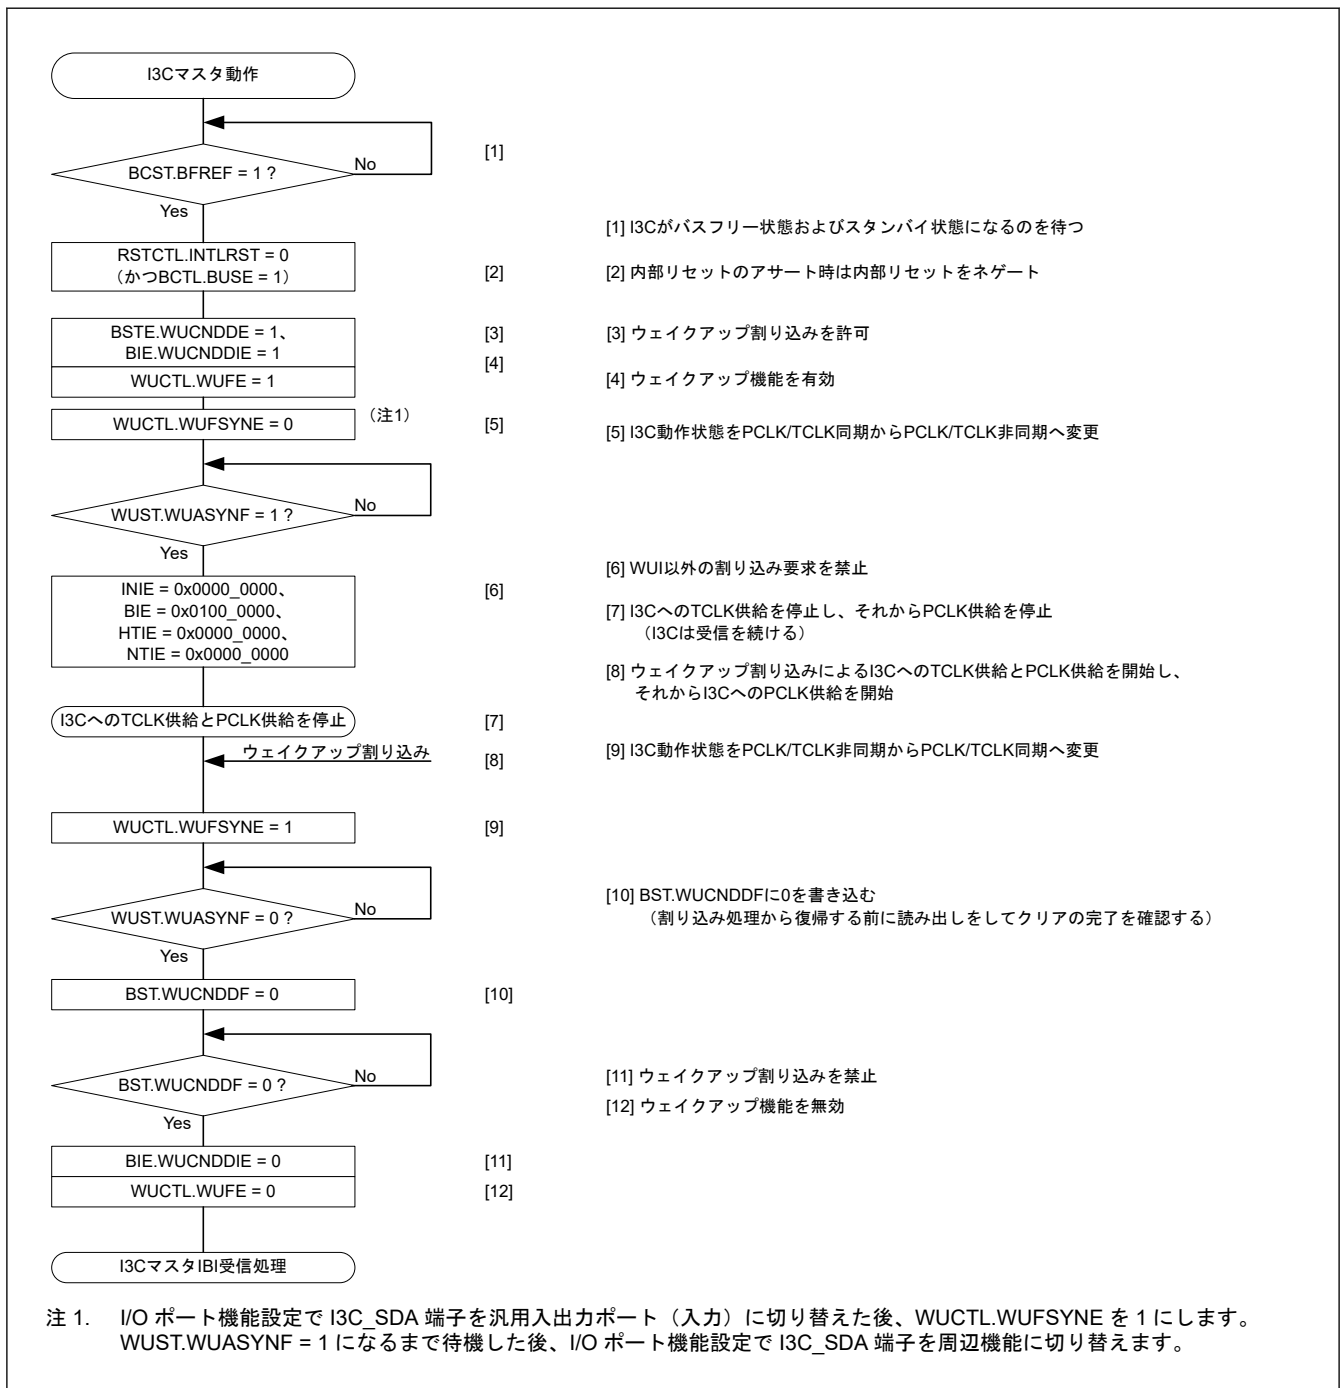 I3Cマスタ動作
BCST.BFREF = 1 ?
No
[1]
Yes
[1] I3Cがバスフリー状態およびスタンバイ状態になるのを待つ
RSTCTL.INTLRST = 0
（かつBCTL.BUSE = 1）
[2]
[2] 内部リセットのアサート時は内部リセットをネゲート
BSTE.WUCNDDE = 1、
BIE.WUCNDDIE = 1
[3]
[3] ウェイクアップ割り込みを許可
[4]
WUCTL.WUFE = 1
[4] ウェイクアップ機能を有効
WUCTL.WUFSYNE = 0
（注1）
[5]
[5] I3C動作状態をPCLK/TCLK同期からPCLK/TCLK非同期へ変更
WUST.WUASYNF = 1 ?
No
Yes
[6] WUI以外の割り込み要求を禁止
INIE = 0x0000_0000、
BIE = 0x0100_0000、
HTIE = 0x0000_0000、
NTIE = 0x0000_0000
[6]
[7] I3CへのTCLK供給を停止し、それからPCLK供給を停止
（I3Cは受信を続ける）
[8] ウェイクアップ割り込みによるI3CへのTCLK供給とPCLK供給を開始し、
それからI3CへのPCLK供給を開始
I3CへのTCLK供給とPCLK供給を停止
[7]
ウェイクアップ割り込み
[8]
[9] I3C動作状態をPCLK/TCLK非同期からPCLK/TCLK同期へ変更
WUCTL.WUFSYNE = 1
[9]
WUST.WUASYNF = 0 ?
No
Yes
[10] BST.WUCNDDFに0を書き込む
（割り込み処理から復帰する前に読み出しをしてクリアの完了を確認する）
BST.WUCNDDF = 0
[10]
BST.WUCNDDF = 0 ?
No
Yes
[11] ウェイクアップ割り込みを禁止
[12] ウェイクアップ機能を無効
BIE.WUCNDDIE = 0
[11]
WUCTL.WUFE = 0
[12]
I3CマスタIBI受信処理
注 1. I/O ポート機能設定で I3C_SDA 端子を汎用入出力ポート（入力）に切り替えた後、WUCTL.WUFSYNE を 1 にします。
WUST.WUASYNF = 1 になるまで待機した後、I/O ポート機能設定で I3C_SDA 端子を周辺機能に切り替えます。